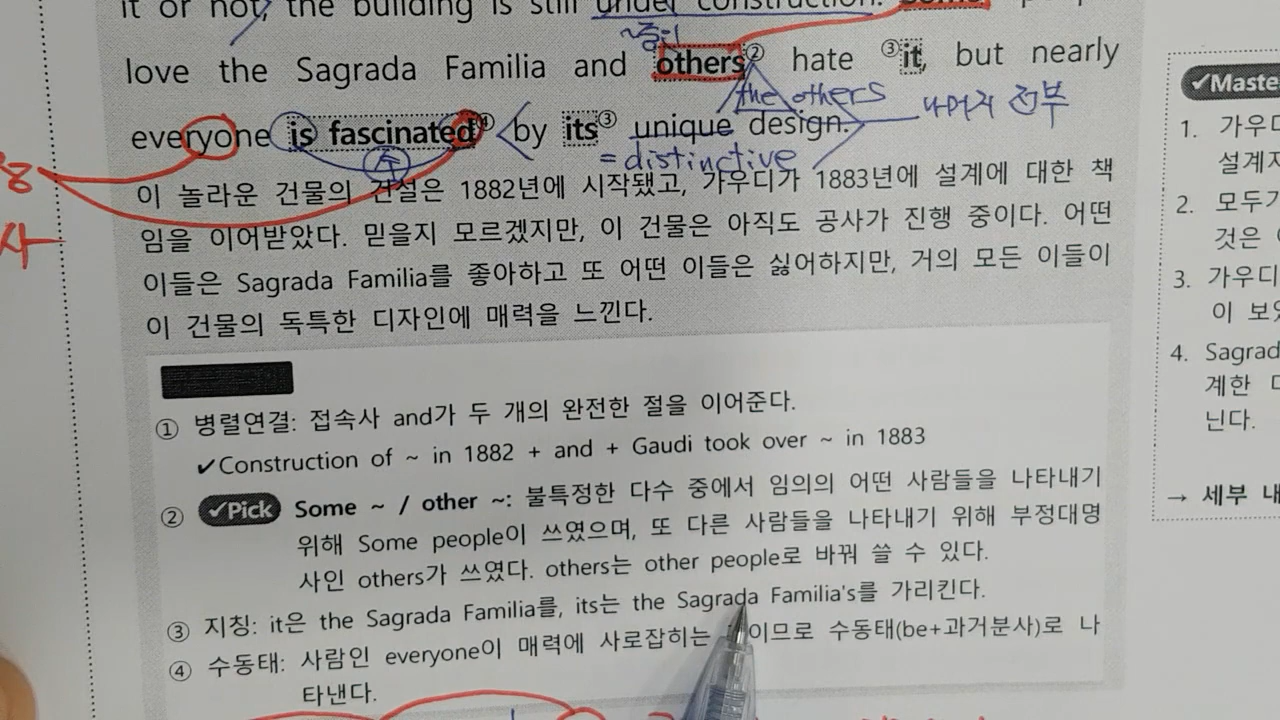 it or not, the building is still under construction.
~중인
love the Sagrada Familia and others② hate ③it, but nearly
the others 나머지 전부
everyone is fascinated④ by its③ unique design.
수 = distinctive
이 놀라운 건물의 건설은 1882년에 시작됐고, 가우디가 1883년에 설계에 대한 책
임을 이어받았다. 믿을지 모르겠지만, 이 건물은 아직도 공사가 진행 중이다. 어떤
이들은 Sagrada Familia를 좋아하고 또 어떤 이들은 싫어하지만, 거의 모든 이들이
이 건물의 독특한 디자인에 매력을 느낀다.
① 병렬연결: 접속사 and가 두 개의 완전한 절을 이어준다.
✔Construction of ~ in 1882 + and + Gaudi took over ~ in 1883
② ✔Pick Some ~ / other ~: 불특정한 다수 중에서 임의의 어떤 사람들을 나타내기
위해 Some people이 쓰였으며, 또 다른 사람들을 나타내기 위해 부정대명
사인 others가 쓰였다. others는 other people로 바꿔 쓸 수 있다.
③ 지칭: it은 the Sagrada Familia를, its는 the Sagrada Familia's를 가리킨다.
④ 수동태: 사람인 everyone이 매력에 사로잡히는 이므로 수동태(be+과거분사)로 나
타낸다.
✔Maste
1. 가우디
설계자
2. 모두가
것은
3. 가우디
이 보았
4. Sagrad
계한
닌다.
→ 세부 내